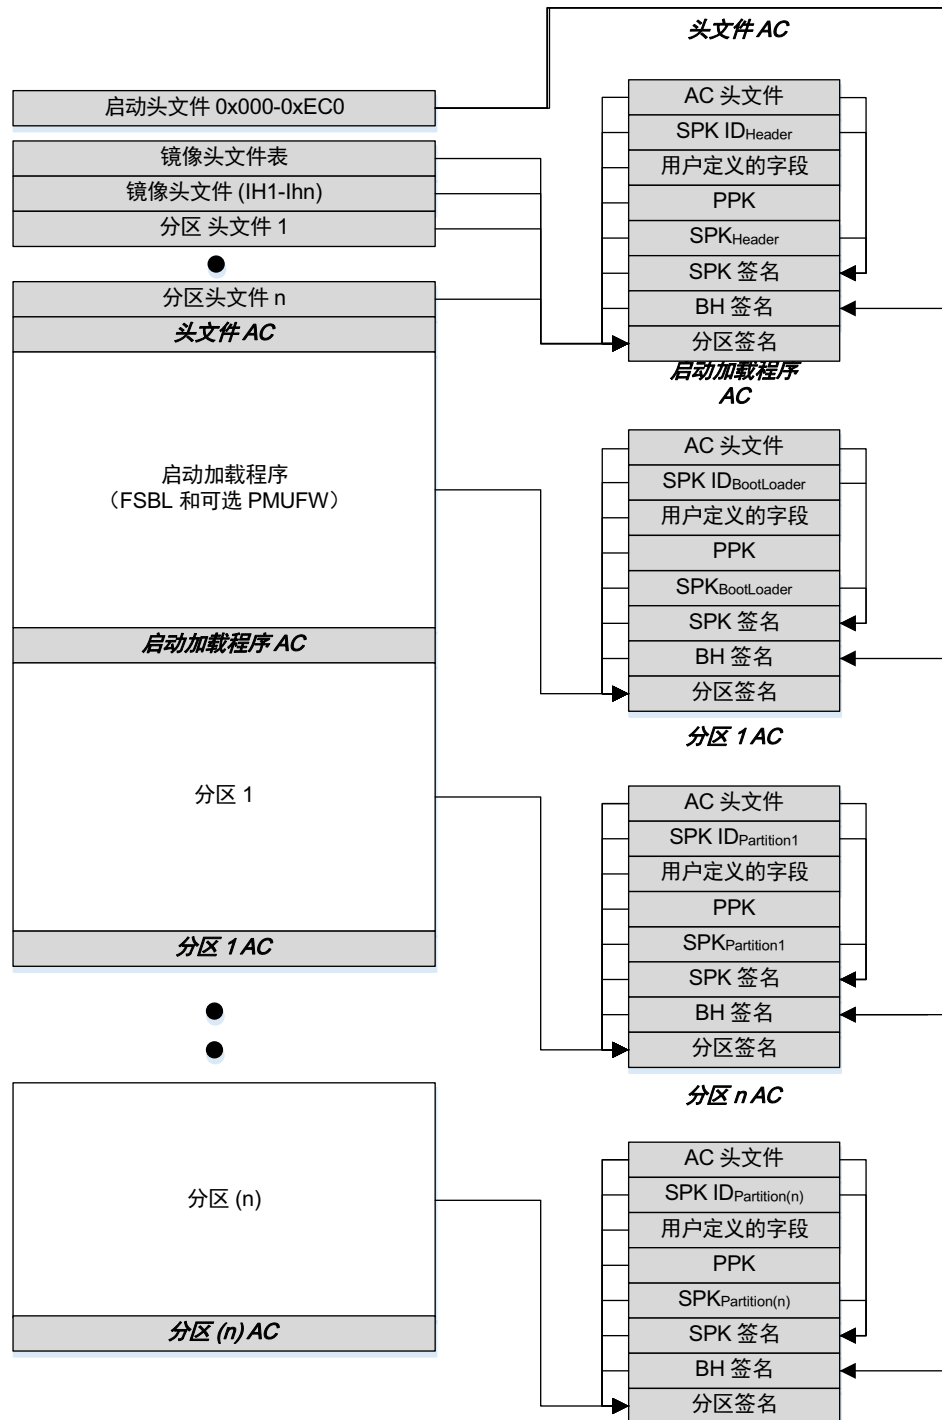 启动头文件 0x000-0xEC0
镜像头文件表
镜像头文件 (IH1-Ihn)
分区 头文件 1
分区头文件 n
头文件 AC
启动加载程序
（FSBL 和可选 PMUFW）
启动加载程序 AC
分区 1
分区 1 AC
分区 (n)
分区 (n) AC
头文件 AC
AC 头文件
SPK IDHeader
用户定义的字段
PPK
SPKHeader
SPK 签名
BH 签名
分区签名
启动加载程序
AC
AC 头文件
SPK IDBootLoader
用户定义的字段
PPK
SPKBootLoader
SPK 签名
BH 签名
分区签名
分区 1 AC
AC 头文件
SPK IDPartition1
用户定义的字段
PPK
SPKPartition1
SPK 签名
BH 签名
分区签名
分区 n AC
AC 头文件
SPK IDPartition(n)
用户定义的字段
PPK
SPKPartition(n)
SPK 签名
BH 签名
分区签名